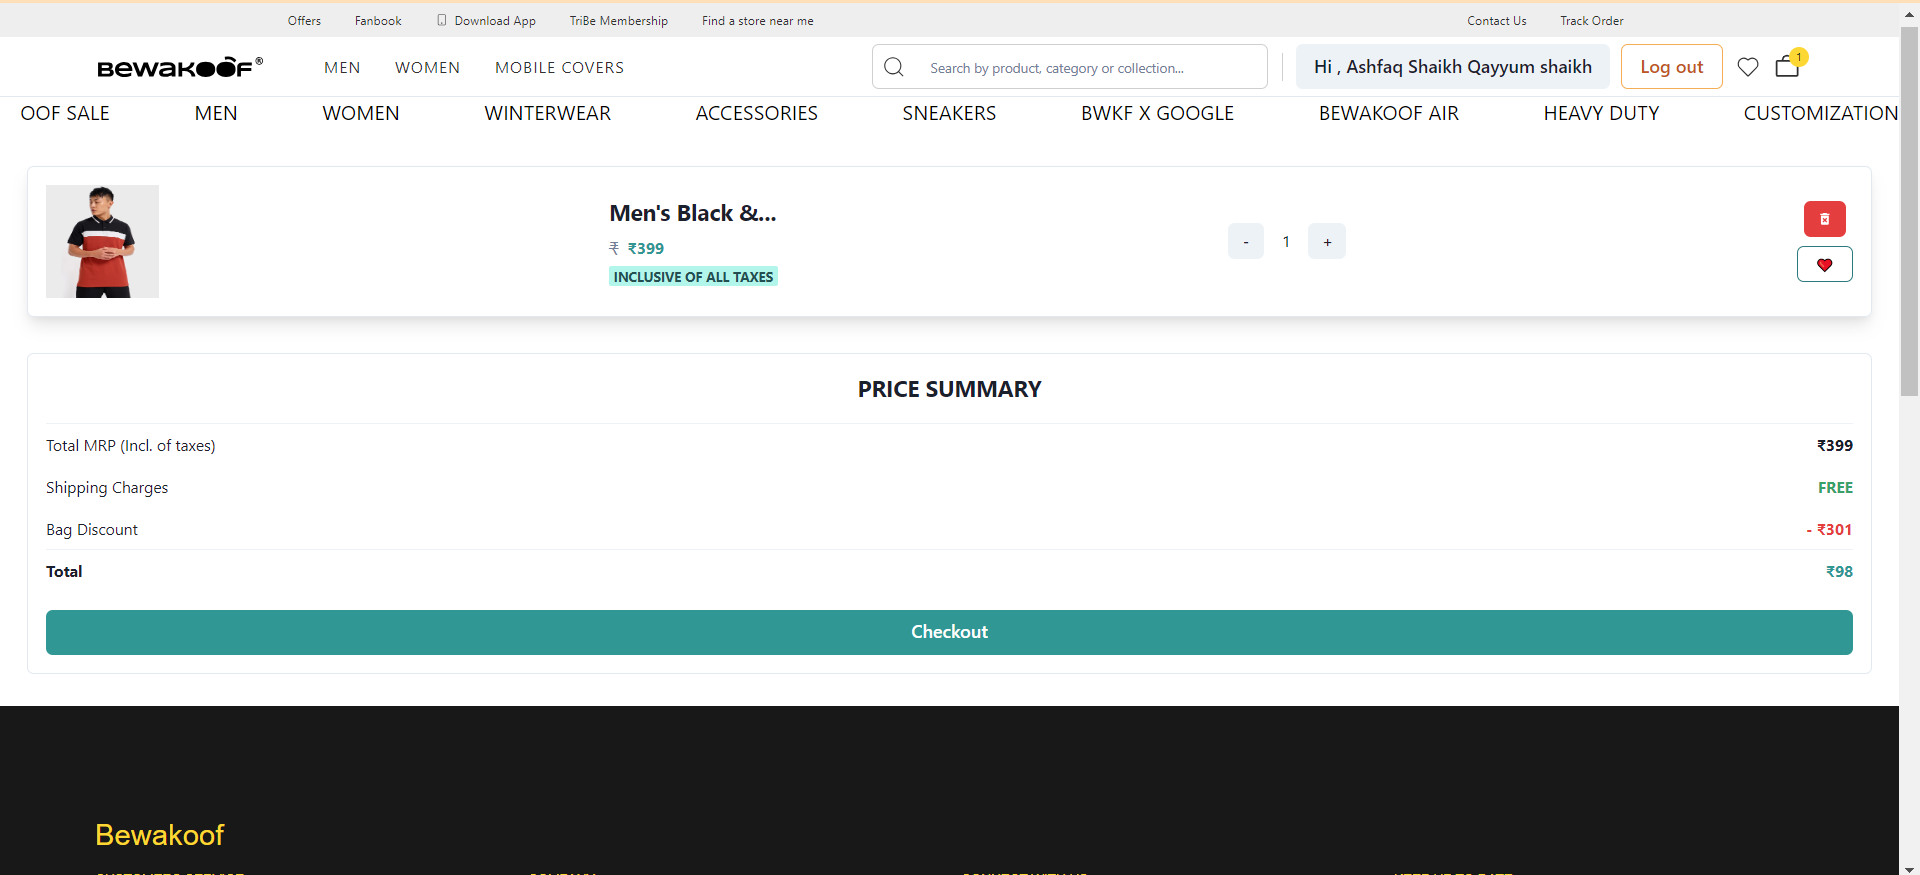 Offers Fanbook Download App TriBe Membership Find a store near me Contact Us Track Order
BEWAKOOF® MEN WOMEN MOBILE COVERS Search by product, category or collection... Hi , Ashfaq Shaikh Qayyum shaikh Log out 1
OOF SALE MEN WOMEN WINTERWEAR ACCESSORIES SNEAKERS BWKF X GOOGLE BEWAKOOF AIR HEAVY DUTY CUSTOMIZATION
Men's Black &...
₹ ₹399
INCLUSIVE OF ALL TAXES
- 1 +
PRICE SUMMARY
Total MRP (Incl. of taxes) ₹399
Shipping Charges FREE
Bag Discount - ₹301
Total ₹98
Checkout
Bewakoof